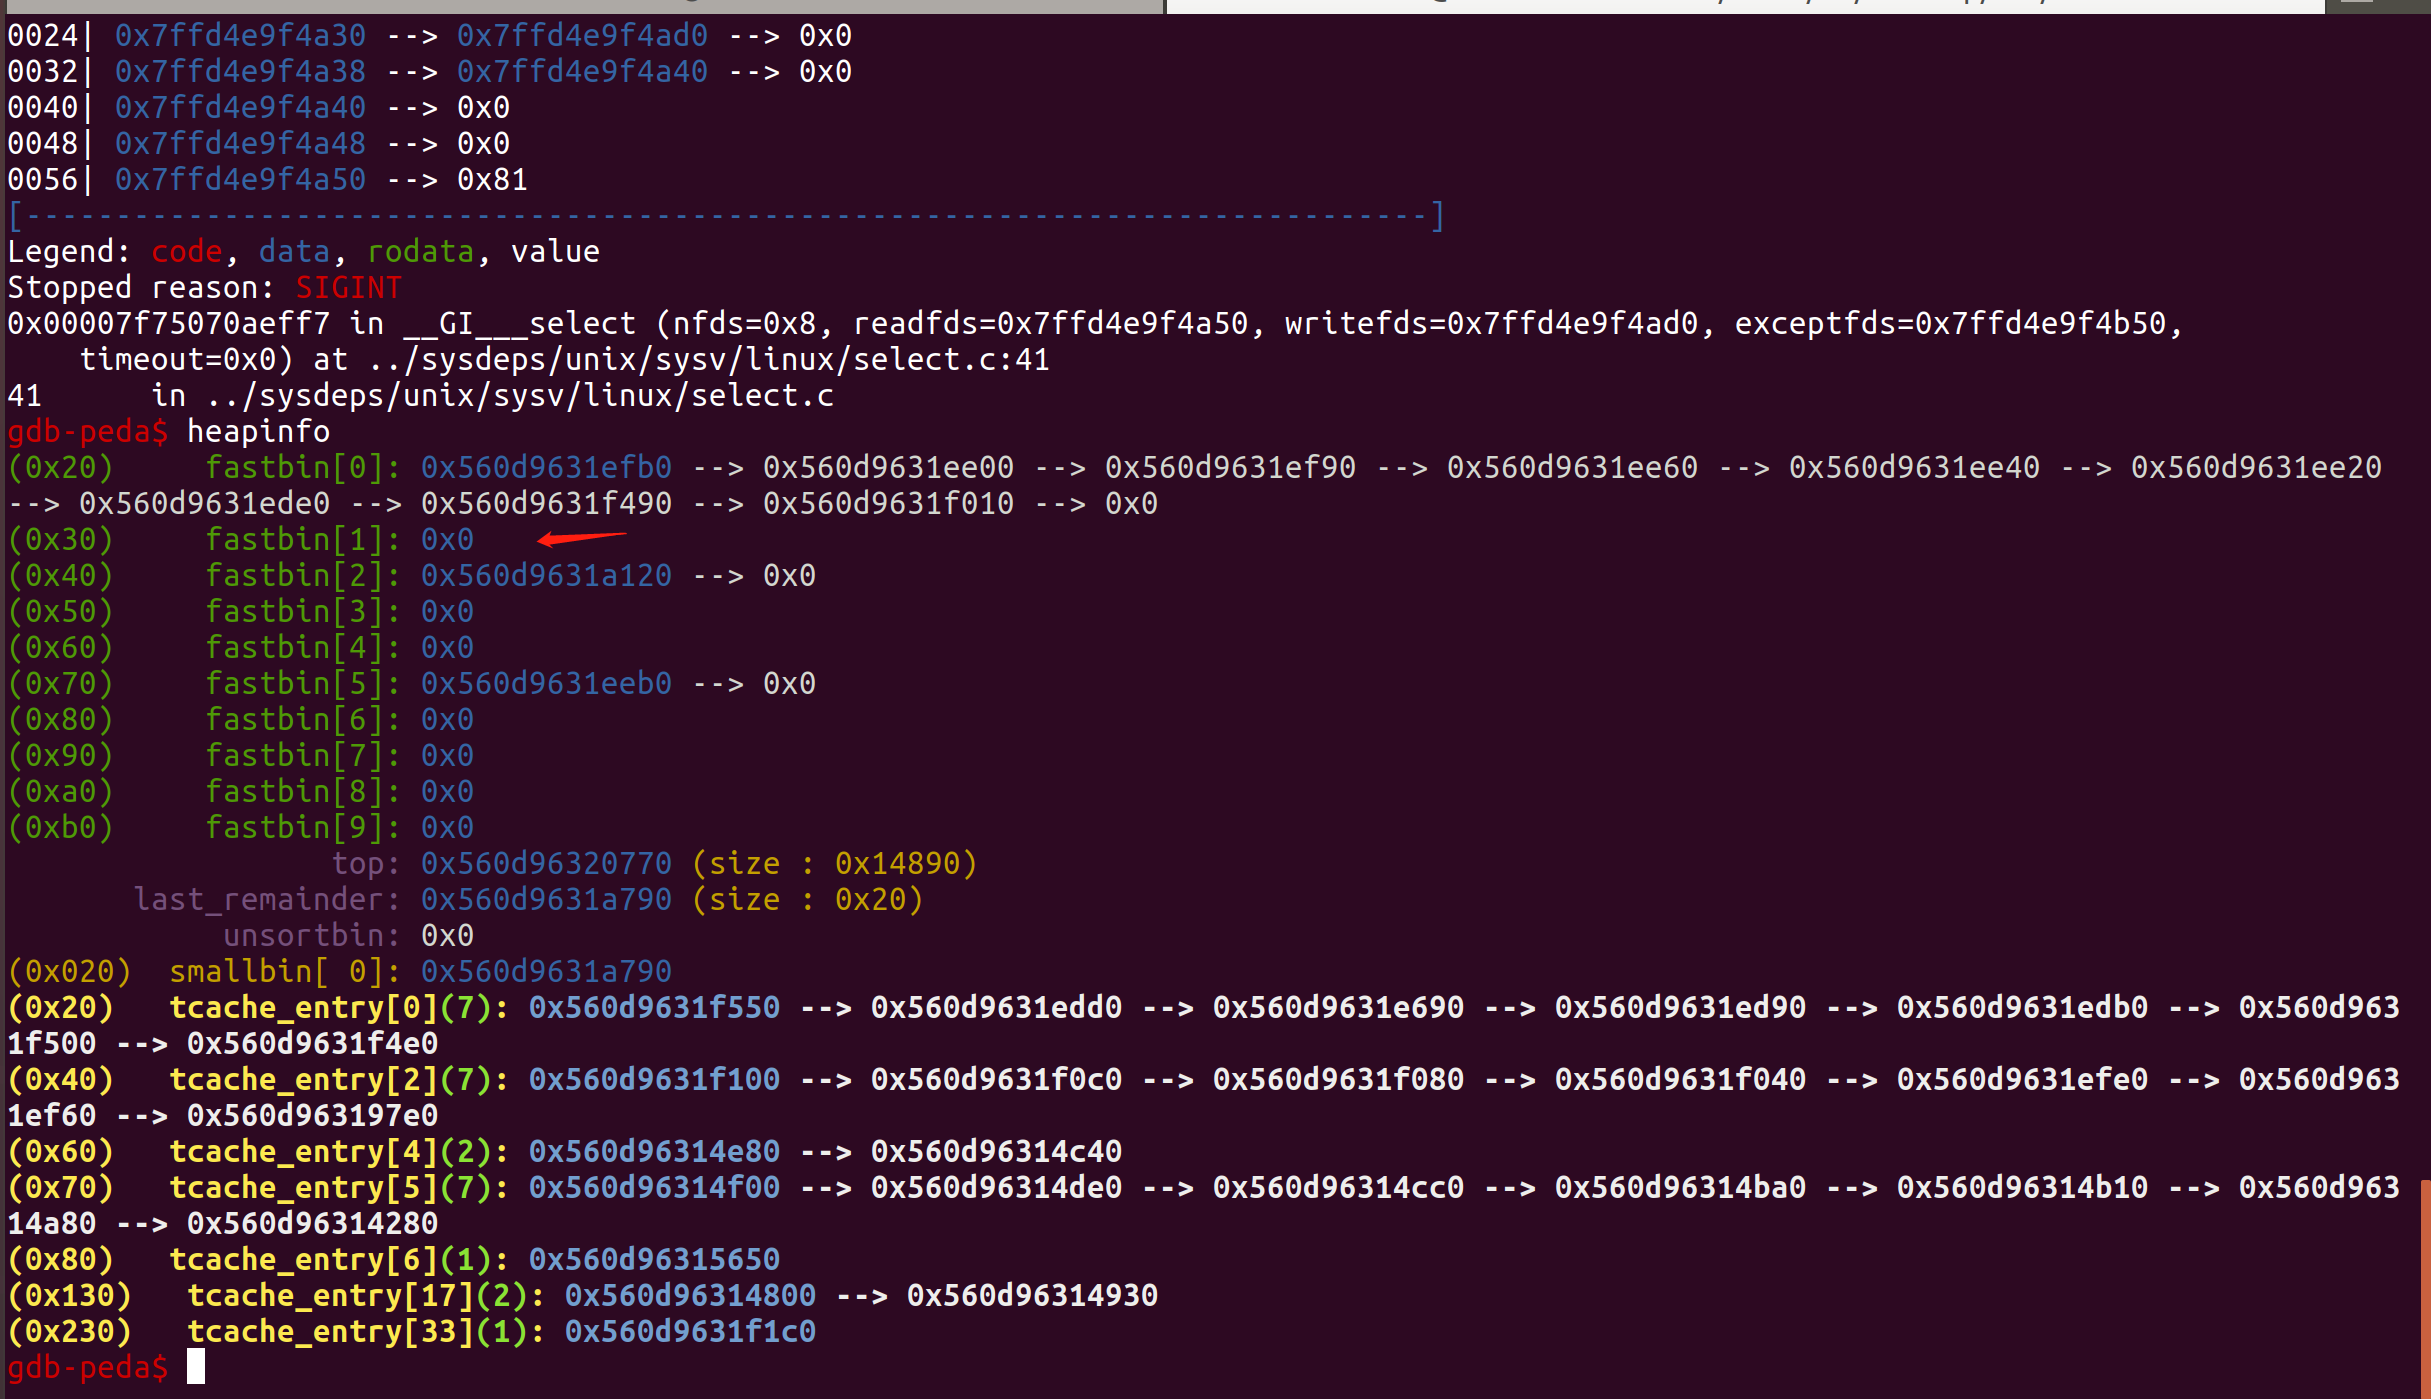 0024| 0x7ffd4e9f4a30 --> 0x7ffd4e9f4ad0 --> 0x0
0032| 0x7ffd4e9f4a38 --> 0x7ffd4e9f4a40 --> 0x0
0040| 0x7ffd4e9f4a40 --> 0x0
0048| 0x7ffd4e9f4a48 --> 0x0
0056| 0x7ffd4e9f4a50 --> 0x81
[------------------------------------------------------------------------------]
Legend: code, data, rodata, value
Stopped reason: SIGINT
0x00007f75070aeff7 in __GI___select (nfds=0x8, readfds=0x7ffd4e9f4a50, writefds=0x7ffd4e9f4ad0, exceptfds=0x7ffd4e9f4b50,
    timeout=0x0) at ../sysdeps/unix/sysv/linux/select.c:41
41      in ../sysdeps/unix/sysv/linux/select.c
gdb-peda$ heapinfo
(0x20)     fastbin[0]: 0x560d9631efb0 --> 0x560d9631ee00 --> 0x560d9631ef90 --> 0x560d9631ee60 --> 0x560d9631ee40 --> 0x560d9631ee20
--> 0x560d9631ede0 --> 0x560d9631f490 --> 0x560d9631f010 --> 0x0
(0x30)     fastbin[1]: 0x0
(0x40)     fastbin[2]: 0x560d9631a120 --> 0x0
(0x50)     fastbin[3]: 0x0
(0x60)     fastbin[4]: 0x0
(0x70)     fastbin[5]: 0x560d9631eeb0 --> 0x0
(0x80)     fastbin[6]: 0x0
(0x90)     fastbin[7]: 0x0
(0xa0)     fastbin[8]: 0x0
(0xb0)     fastbin[9]: 0x0
                  top: 0x560d96320770 (size : 0x14890)
       last_remainder: 0x560d9631a790 (size : 0x20)
            unsortbin: 0x0
(0x020)  smallbin[ 0]: 0x560d9631a790
(0x20)   tcache_entry[0](7): 0x560d9631f550 --> 0x560d9631edd0 --> 0x560d9631e690 --> 0x560d9631ed90 --> 0x560d9631edb0 --> 0x560d963
1f500 --> 0x560d9631f4e0
(0x40)   tcache_entry[2](7): 0x560d9631f100 --> 0x560d9631f0c0 --> 0x560d9631f080 --> 0x560d9631f040 --> 0x560d9631efe0 --> 0x560d963
1ef60 --> 0x560d963197e0
(0x60)   tcache_entry[4](2): 0x560d96314e80 --> 0x560d96314c40
(0x70)   tcache_entry[5](7): 0x560d96314f00 --> 0x560d96314de0 --> 0x560d96314cc0 --> 0x560d96314ba0 --> 0x560d96314b10 --> 0x560d963
14a80 --> 0x560d96314280
(0x80)   tcache_entry[6](1): 0x560d96315650
(0x130)   tcache_entry[17](2): 0x560d96314800 --> 0x560d96314930
(0x230)   tcache_entry[33](1): 0x560d9631f1c0
gdb-peda$